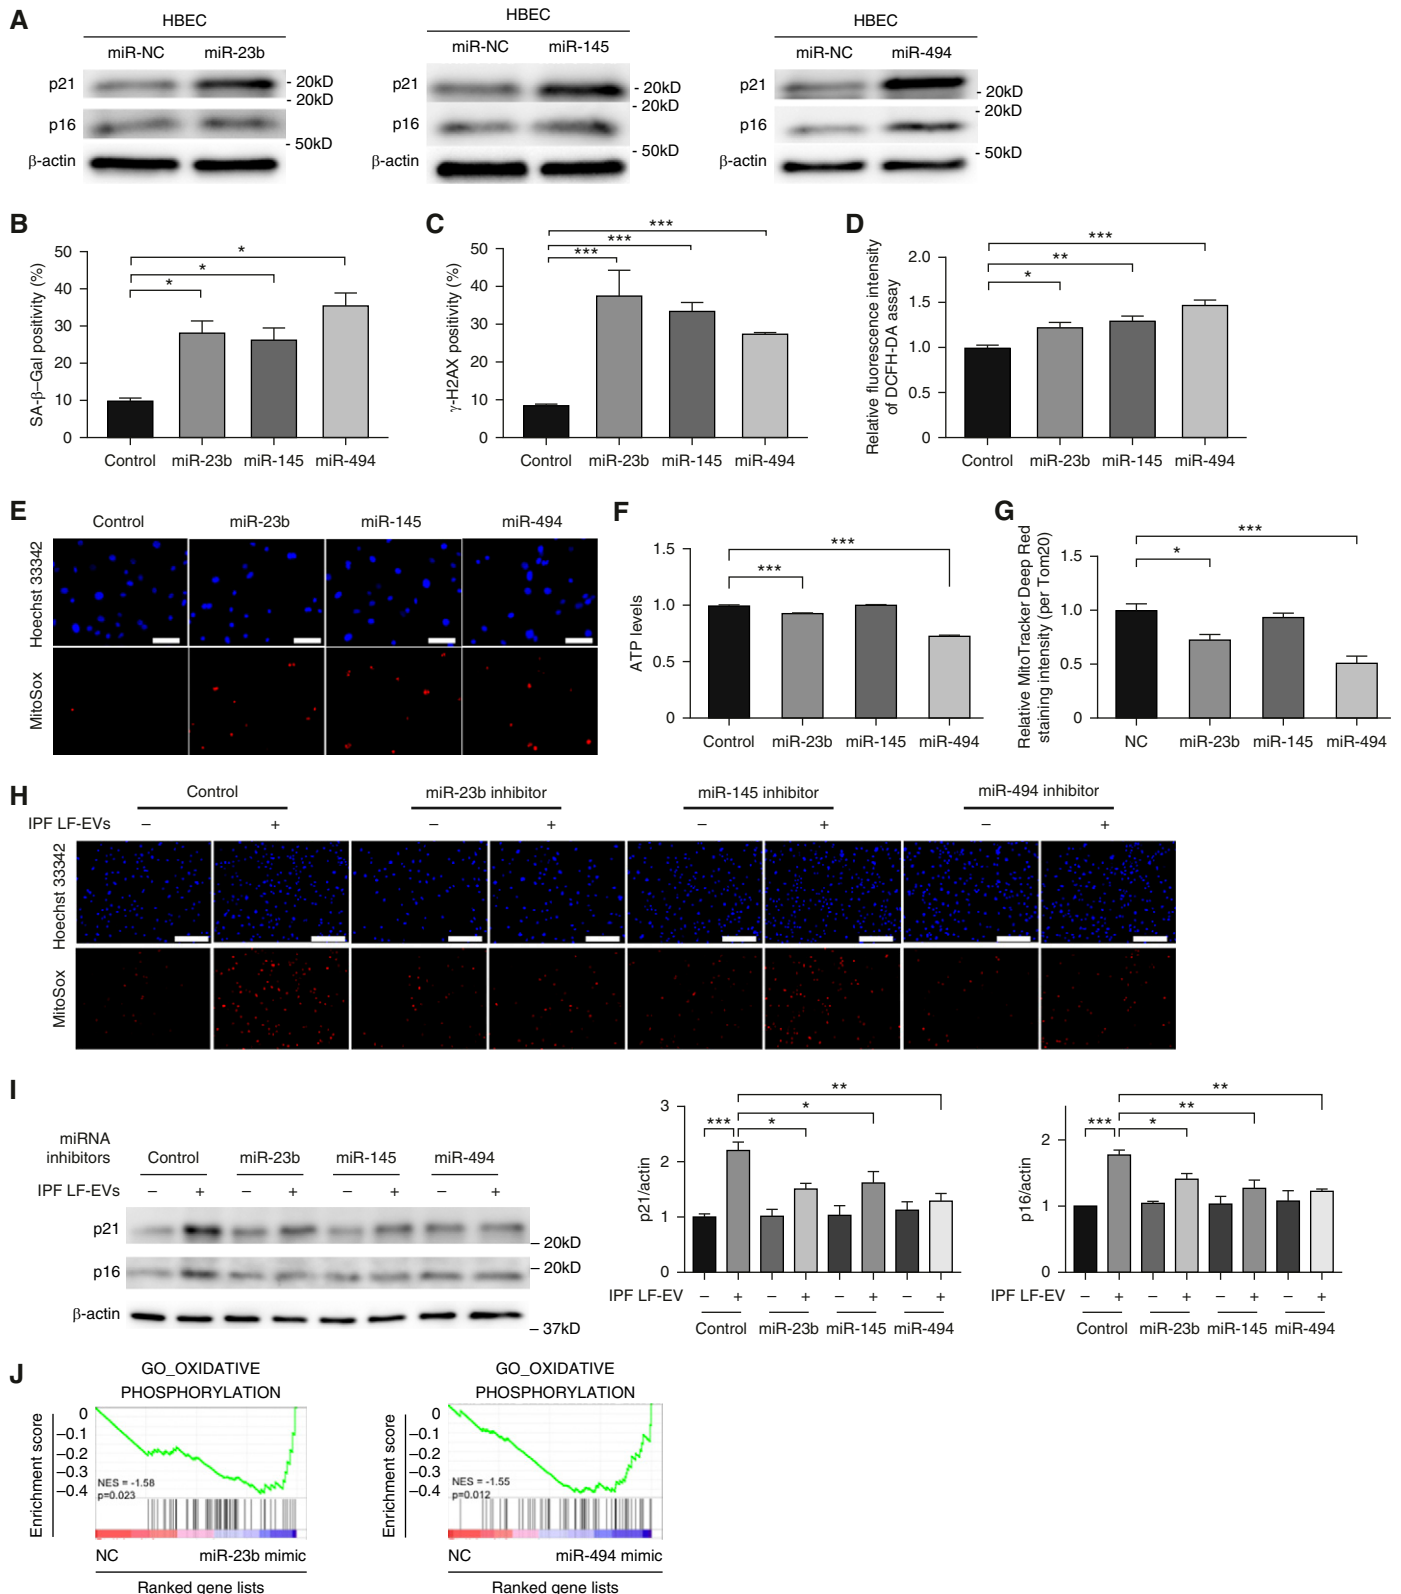 A
HBEC
miR-NC miR-23b
p21
- 20kD
- 20kD
p16
- 50kD
β-actin
HBEC
miR-NC miR-145
p21
- 20kD
- 20kD
p16
- 50kD
β-actin
HBEC
miR-NC miR-494
p21
- 20kD
- 20kD
p16
- 50kD
β-actin
B
SA-β–Gal positivity (%)
50
40
30
20
10
0
* 
*
*
Control miR-23b miR-145 miR-494
C
γ-H2AX positivity (%)
50
40
30
20
10
0
***
***
***
Control miR-23b miR-145 miR-494
D
Relative fluorescence intensity
of DCFH-DA assay
2.0
1.5
1.0
0.5
0
***
**
*
Control miR-23b miR-145 miR-494
E
Control miR-23b miR-145 miR-494
Hoechst 33342
MitoSox
F
ATP levels
1.5
1.0
0.5
0
***
***
Control miR-23b miR-145 miR-494
G
Relative MitoTracker Deep Red
staining intensity (per Tom20)
1.5
1.0
0.5
0
***
*
NC miR-23b miR-145 miR-494
H
Control miR-23b inhibitor miR-145 inhibitor miR-494 inhibitor
IPF LF-EVs – + – + – + – +
Hoechst 33342
MitoSox
I
miRNA
inhibitors Control miR-23b miR-145 miR-494
IPF LF-EVs – + – + – + – +
p21
– 20kD
p16
– 20kD
β-actin
– 37kD
p21/actin
3
2
1
0
**
*
*** *
IPF LF-EV – + – + – + – +
Control miR-23b miR-145 miR-494
p16/actin
2
1
0
**
**
*** *
IPF LF-EV – + – + – + – +
Control miR-23b miR-145 miR-494
J
GO_OXIDATIVE
PHOSPHORYLATION
Enrichment score
0
–0.1
–0.2
–0.3
–0.4
NES = -1.58
p=0.023
NC miR-23b mimic
Ranked gene lists
GO_OXIDATIVE
PHOSPHORYLATION
Enrichment score
0
–0.1
–0.2
–0.3
–0.4
NES = -1.55
p=0.012
NC miR-494 mimic
Ranked gene lists